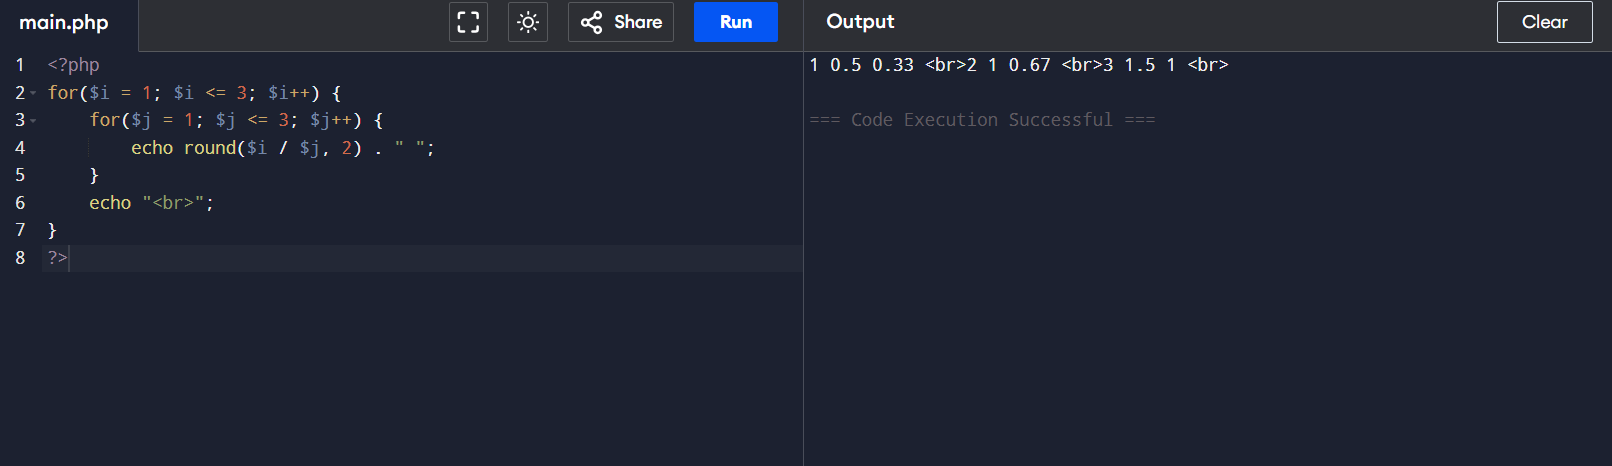 main.php
Share
Run
Output
Clear
1 <?php
2 for($i = 1; $i <= 3; $i++) {
3     for($j = 1; $j <= 3; $j++) {
4         echo round($i / $j, 2) . " ";
5     }
6     echo "<br>";
7 }
8 ?>
1 0.5 0.33 <br>2 1 0.67 <br>3 1.5 1 <br>
=== Code Execution Successful ===